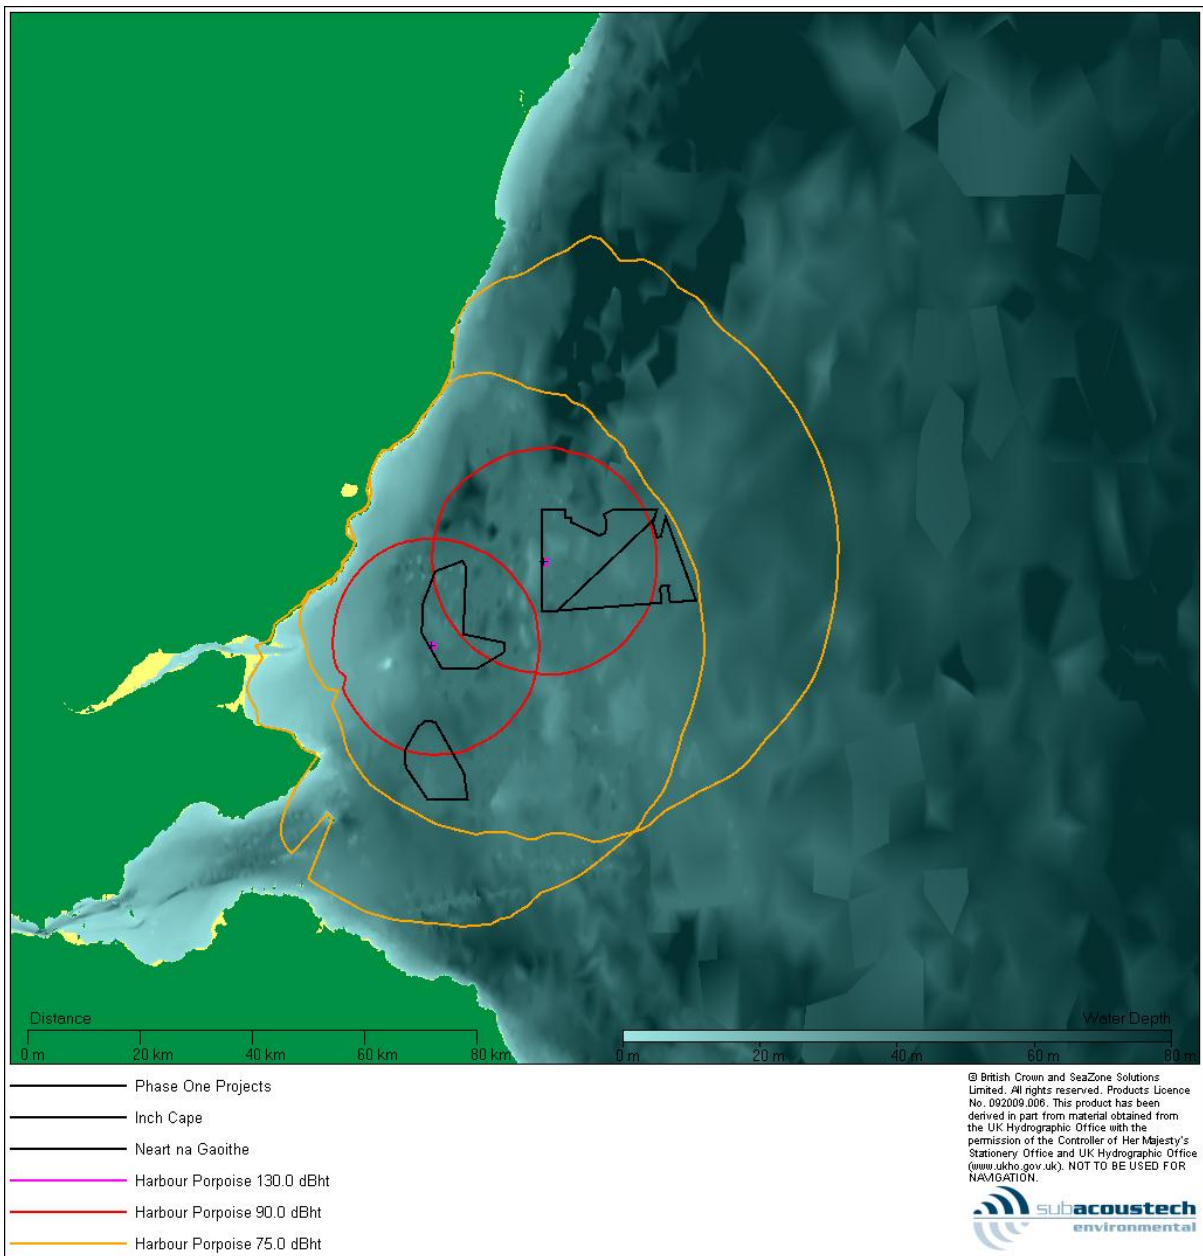 Distance
0 m 20 km 40 km 60 km 80 km
Water Depth
0 m 20 m 40 m 60 m 80 m
Phase One Projects
Inch Cape
Neart na Gaoithe
Harbour Porpoise 130.0 dBht
Harbour Porpoise 90.0 dBht
Harbour Porpoise 75.0 dBht
© British Crown and SeaZone Solutions
Limited. All rights reserved. Products Licence
No. 092009.006. This product has been
derived in part from material obtained from
the UK Hydrographic Office with the
permission of the Controller of Her Majesty's
Stationery Office and UK Hydrographic Office
(www.ukho.gov.uk). NOT TO BE USED FOR
NAVIGATION.
subacoustech
environmental